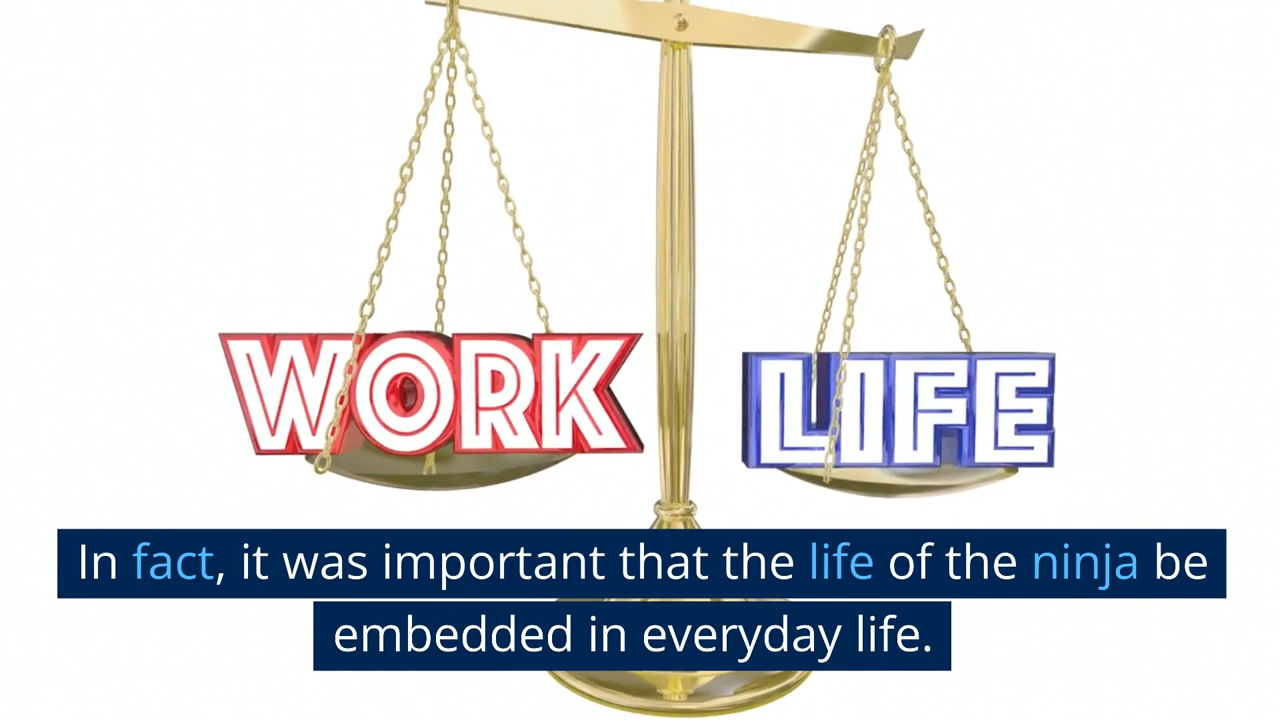 WORK
LIFE
In fact, it was important that the life of the ninja be
embedded in everyday life.